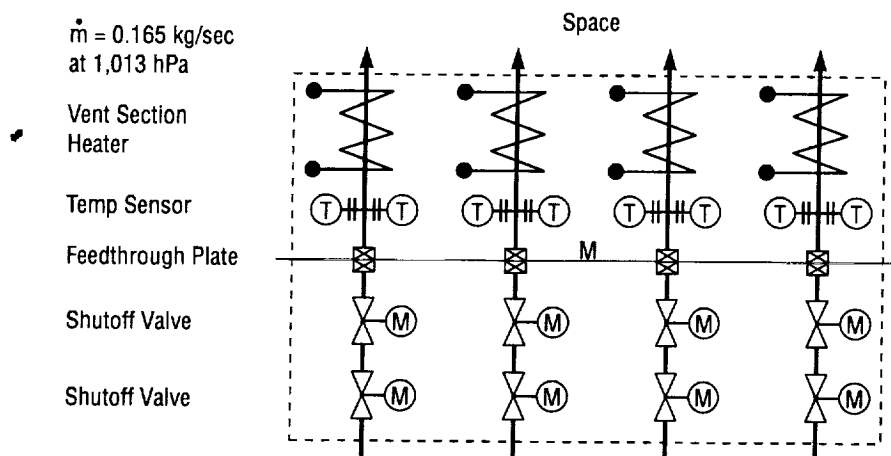 ṁ = 0.165 kg/sec
at 1,013 hPa
Space
Vent Section
Heater
Temp Sensor
T T T T T T T T
Feedthrough Plate
M
Shutoff Valve
M M M M
Shutoff Valve
M M M M